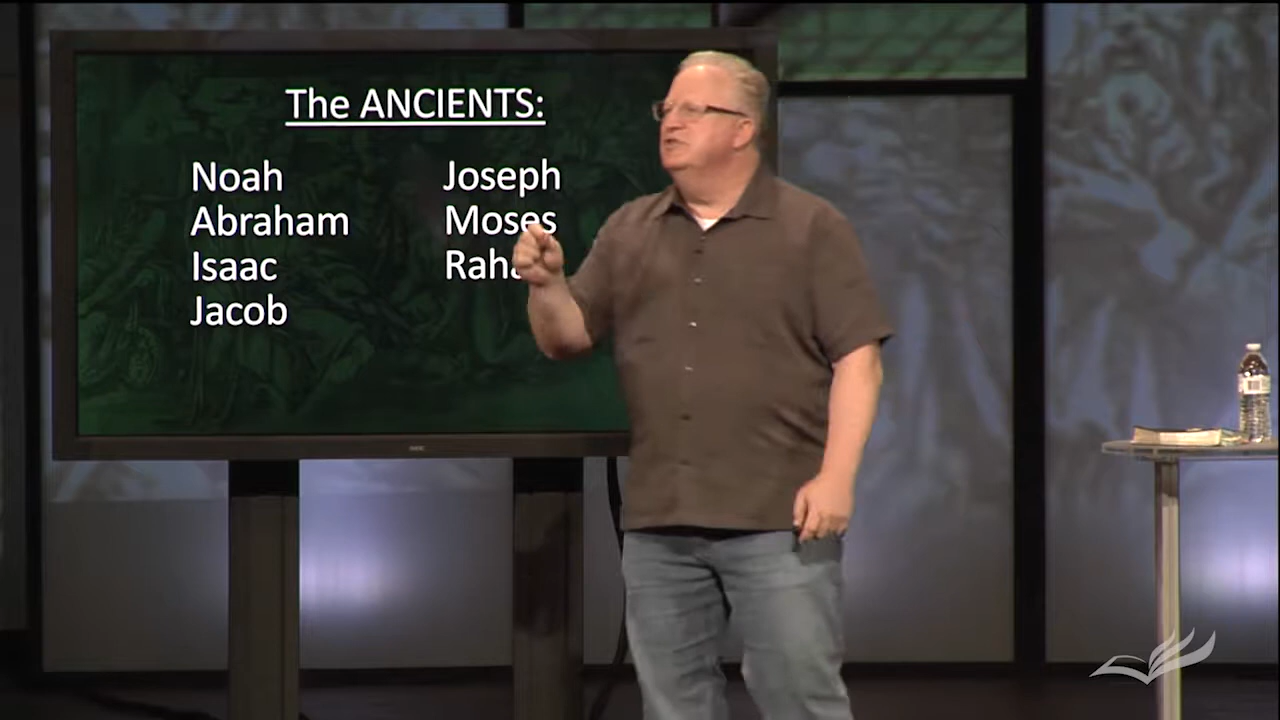 The ANCIENTS:
Noah
Abraham
Isaac
Jacob
Joseph
Moses